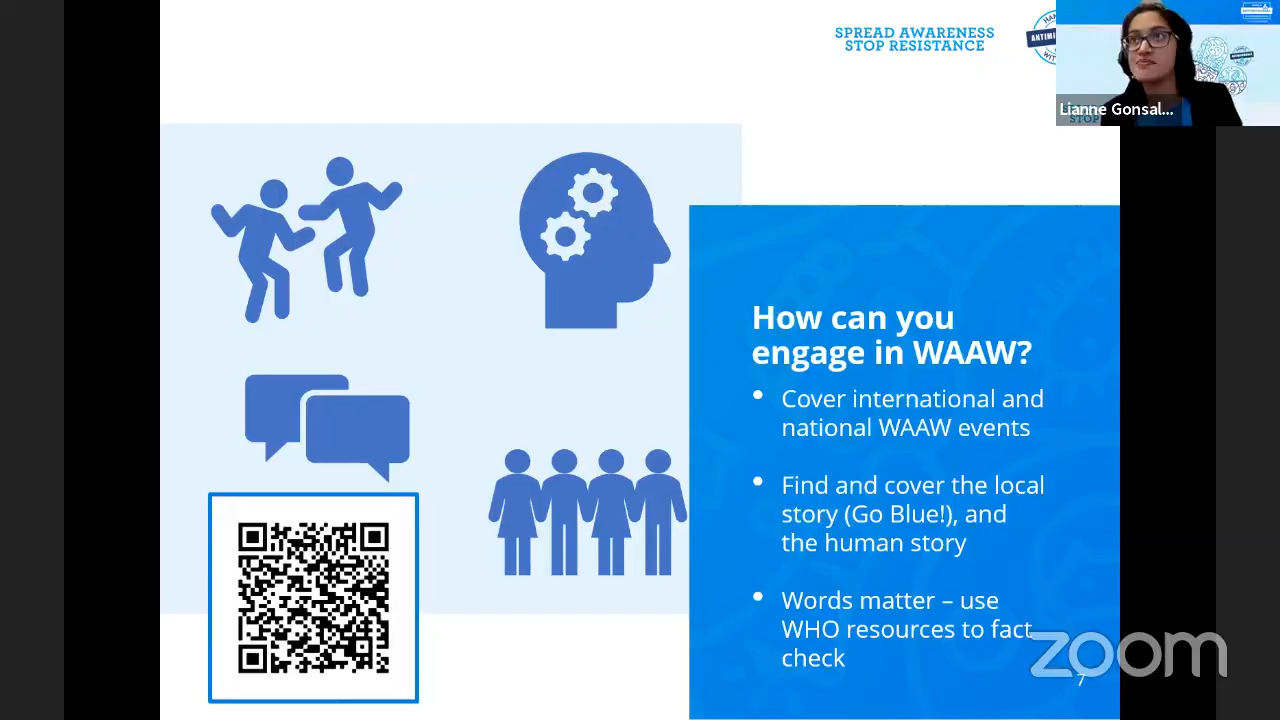 SPREAD AWARENESS
STOP RESISTANCE
Lianne Gonsal...
STOP
How can you
engage in WAAW?
• Cover international and
national WAAW events
• Find and cover the local
story (Go Blue!), and
the human story
• Words matter – use
WHO resources to fact
check
zoom
7